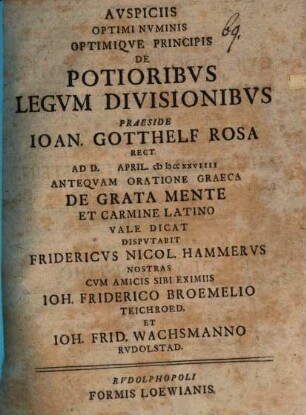 AVSPICIIS
OPTIMI NVMINIS
OPTIMIQVE PRINCIPIS
DE
POTIORIBVS
LEGVM DIVISIONIBVS
PRAESIDE
IOAN. GOTTHELF ROSA
RECT.
AD D. APRIL. cIɔ Iɔcc xxviiii
ANTEQVAM ORATIONE GRAECA
DE GRATA MENTE
ET CARMINE LATINO
VALE DICAT
DISPVTABIT
FRIDERICVS NICOL. HAMMERVS
NOSTRAS
CVM AMICIS SIBI EXIMIIS
IOH. FRIDERICO BROEMELIO
TEICHROED.
ET
IOH. FRID. WACHSMANNO
RVDOLSTAD.
RVDOLPHOPOLI
FORMIS LOEWIANIS.